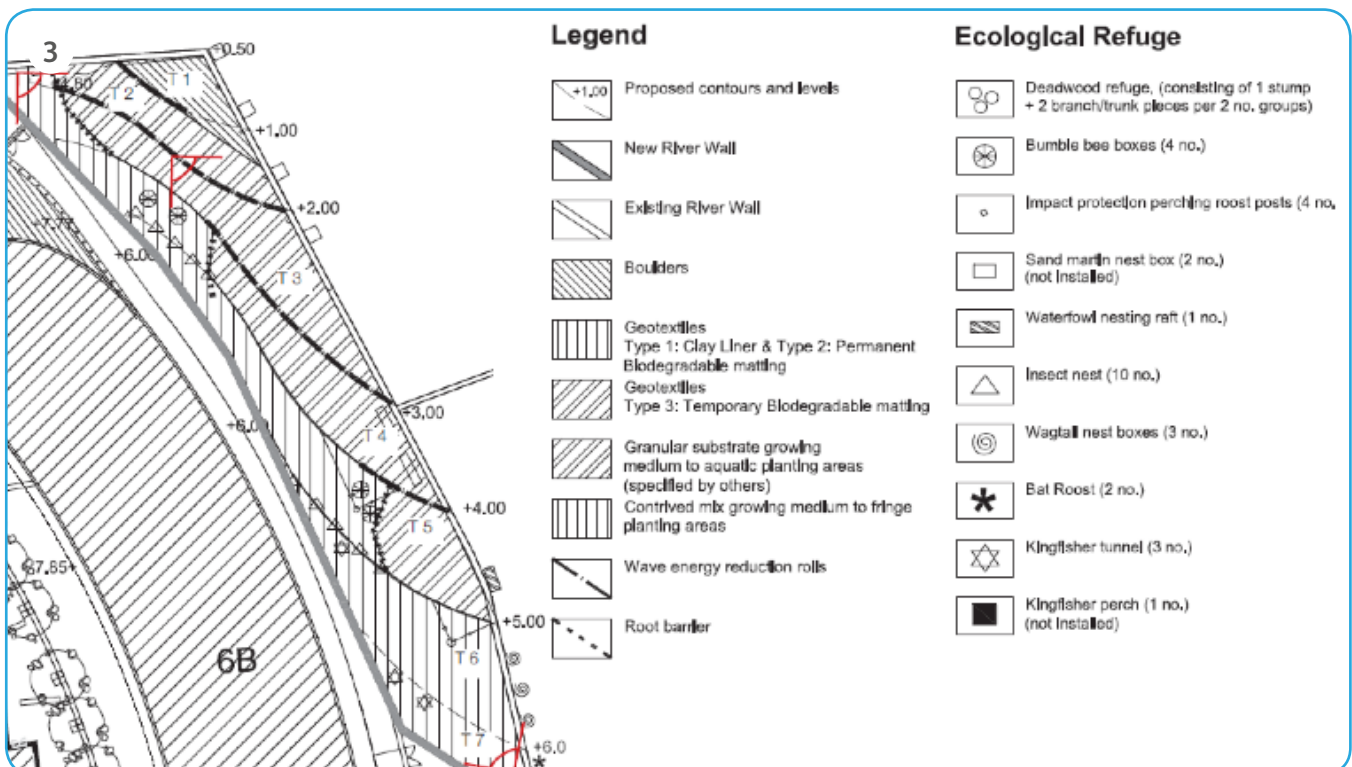 3
+0.50
4.80
T 1
T 2
+1.00
+2.00
7.77
+6.00
T 3
+3.00
+6.00
T 4
+4.00
T 5
7.85+
+5.00
6B
T 6
T 7
+6.0
Legend
+1.00
Proposed contours and levels
New River Wall
Existing River Wall
Boulders
Geotextiles
Type 1: Clay Liner & Type 2: Permanent
Biodegradable matting
Geotextiles
Type 3: Temporary Biodegradable matting
Granular substrate growing
medium to aquatic planting areas
(specified by others)
Contrived mix growing medium to fringe
planting areas
Wave energy reduction rolls
Root barrier
Ecological Refuge
Deadwood refuge, (consisting of 1 stump
+ 2 branch/trunk pieces per 2 no. groups)
Bumble bee boxes (4 no.)
Impact protection perching roost posts (4 no.
Sand martin nest box (2 no.)
(not Installed)
Waterfowl nesting raft (1 no.)
Insect nest (10 no.)
Wagtail nest boxes (3 no.)
Bat Roost (2 no.)
Kingfisher tunnel (3 no.)
Kingfisher perch (1 no.)
(not Installed)